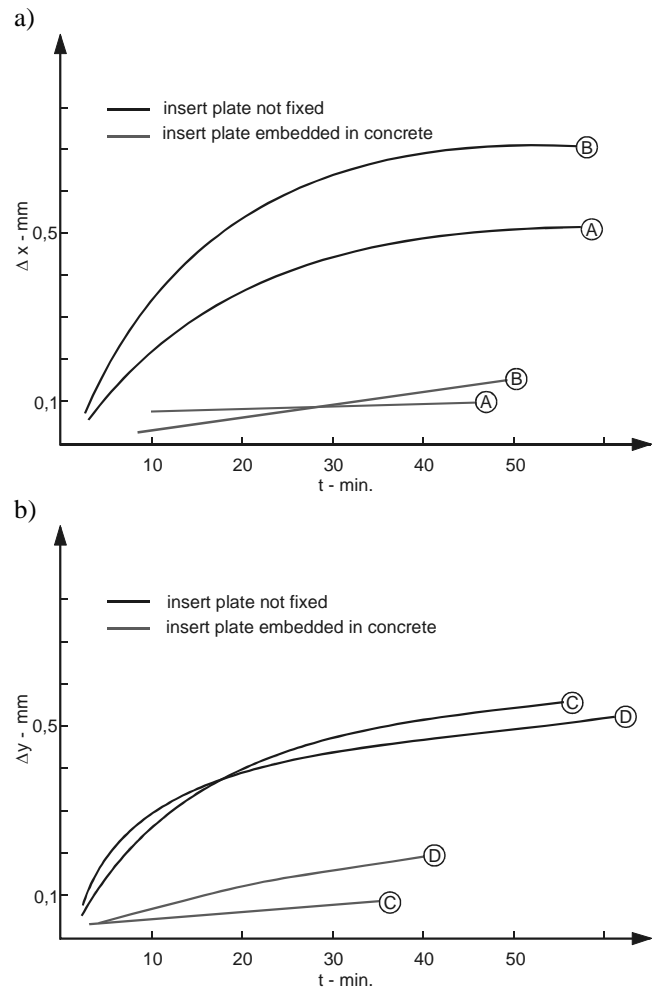 a)
insert plate not fixed
insert plate embedded in concrete
B
A
B
A
Δ x - mm
0,5
0,1
10 20 30 40 50
t - min.
b)
insert plate not fixed
insert plate embedded in concrete
C
D
D
C
Δy - mm
0,5
0,1
10 20 30 40 50
t - min.